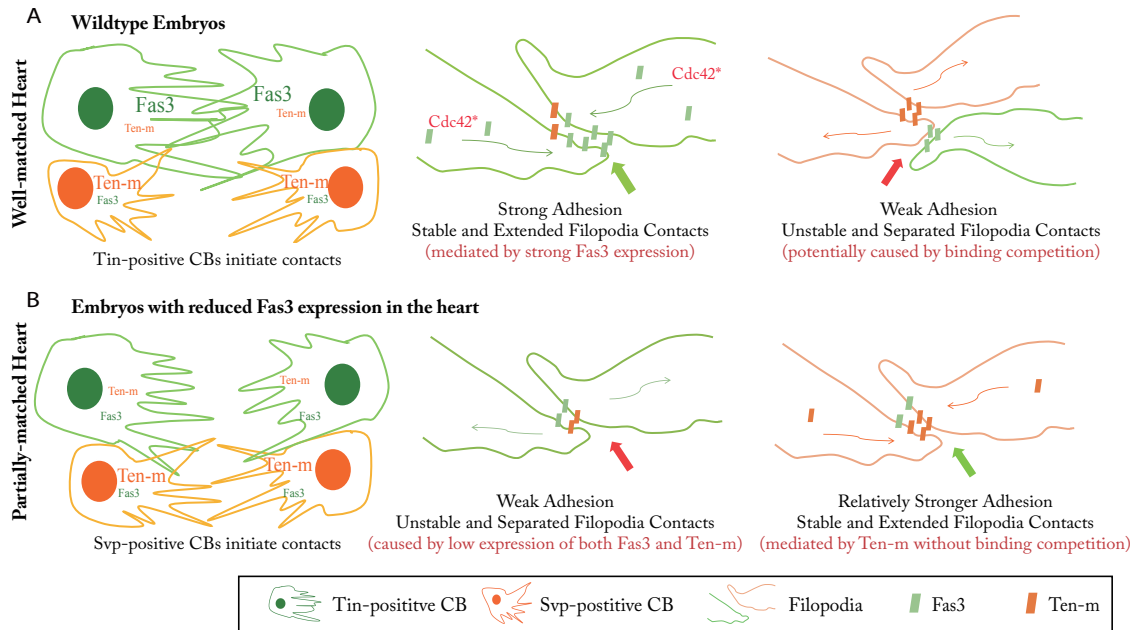 A
Wildtype Embryos
Well-matched Heart
Fas3
Fas3
Ten-m
Ten-m
Ten-m
Ten-m
Fas3
Fas3
Tin-positive CBs initiate contacts
Cdc42*
Cdc42*
Strong Adhesion
Stable and Extended Filopodia Contacts
(mediated by strong Fas3 expression)
Weak Adhesion
Unstable and Separated Filopodia Contacts
(potentially caused by binding competition)
B
Embryos with reduced Fas3 expression in the heart
Partially-matched Heart
Ten-m
Ten-m
Fas3
Fas3
Ten-m
Ten-m
Fas3
Fas3
Svp-positive CBs initiate contacts
Weak Adhesion
Unstable and Separated Filopodia Contacts
(caused by low expression of both Fas3 and Ten-m)
Relatively Stronger Adhesion
Stable and Extended Filopodia Contacts
(mediated by Ten-m without binding competition)
Tin-posititve CB
Svp-postitive CB
Filopodia
Fas3
Ten-m